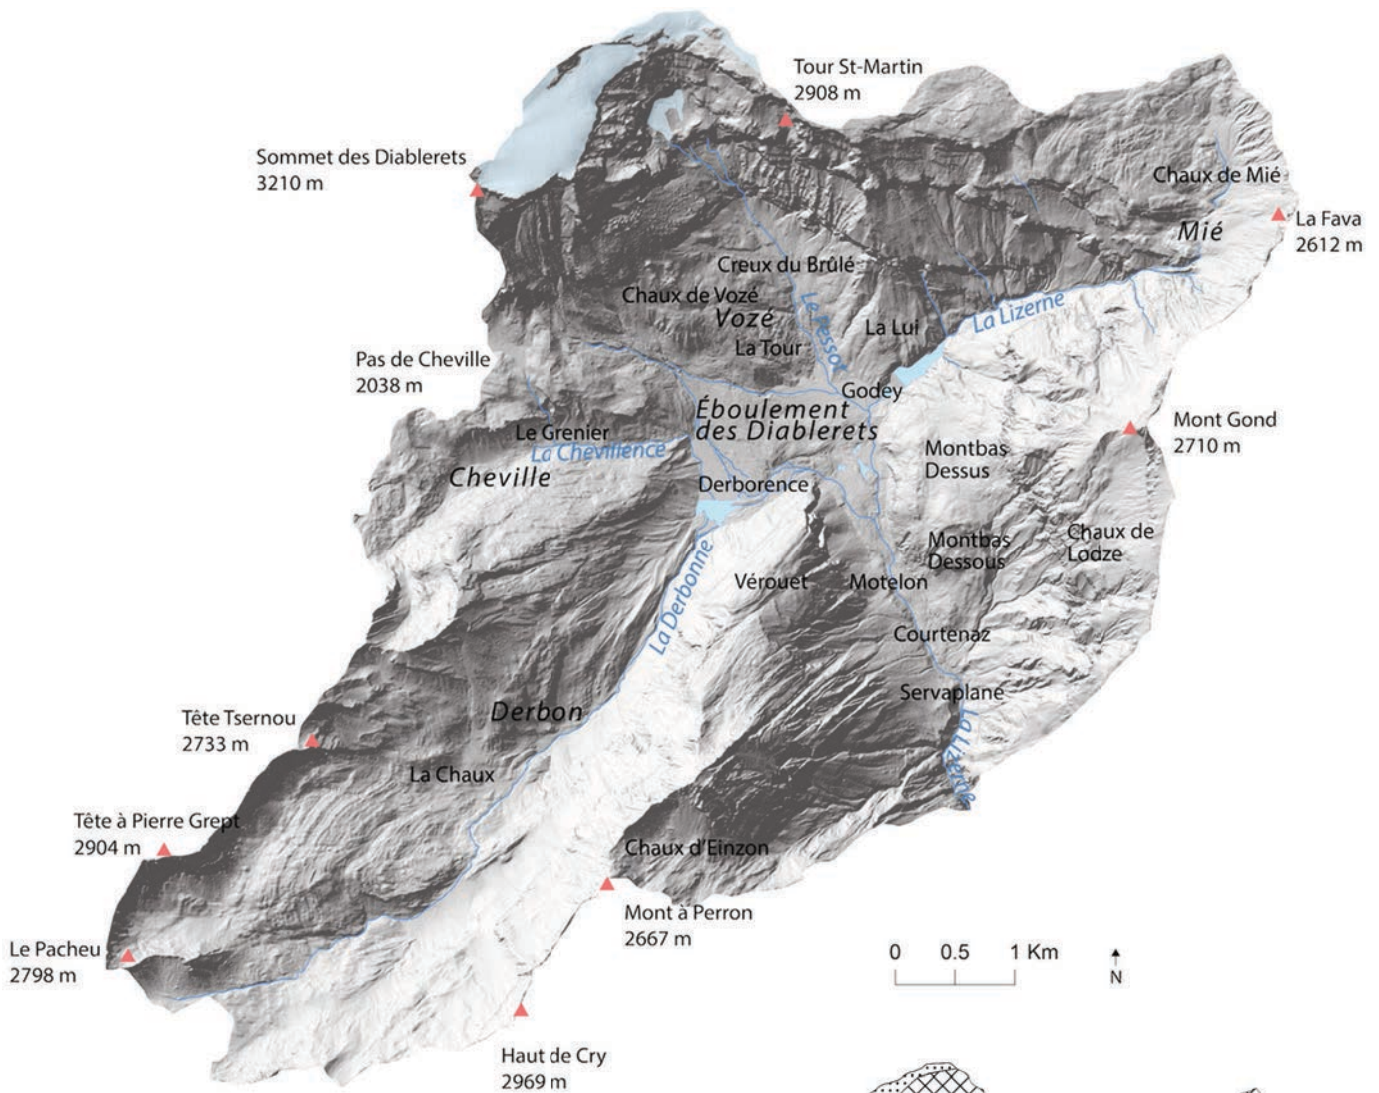 Tour St-Martin
2908 m
Sommet des Diablerets
3210 m
Chaux de Mié
La Fava
2612 m
Mié
Creux du Brûlé
Chaux de Vozé
Vozé
Le Fessot
La Lizerne
La Lui
La Tour
Pas de Cheville
2038 m
Godey
Éboulement
des Diablerets
Mont Gond
2710 m
Le Grenier
La Chevillence
Cheville
Montbas
Dessus
Derborence
Montbas
Dessous
Chaux de
Lodze
La Derbonne
Vérouet
Motelon
Courtenaz
Servaplane
Derbon
La Lizerne
Tête Tsernou
2733 m
La Chaux
Tête à Pierre Grept
2904 m
Chaux d'Einzon
Mont à Perron
2667 m
Le Pacheu
2798 m
0 0.5 1 Km
N
Haut de Cry
2969 m